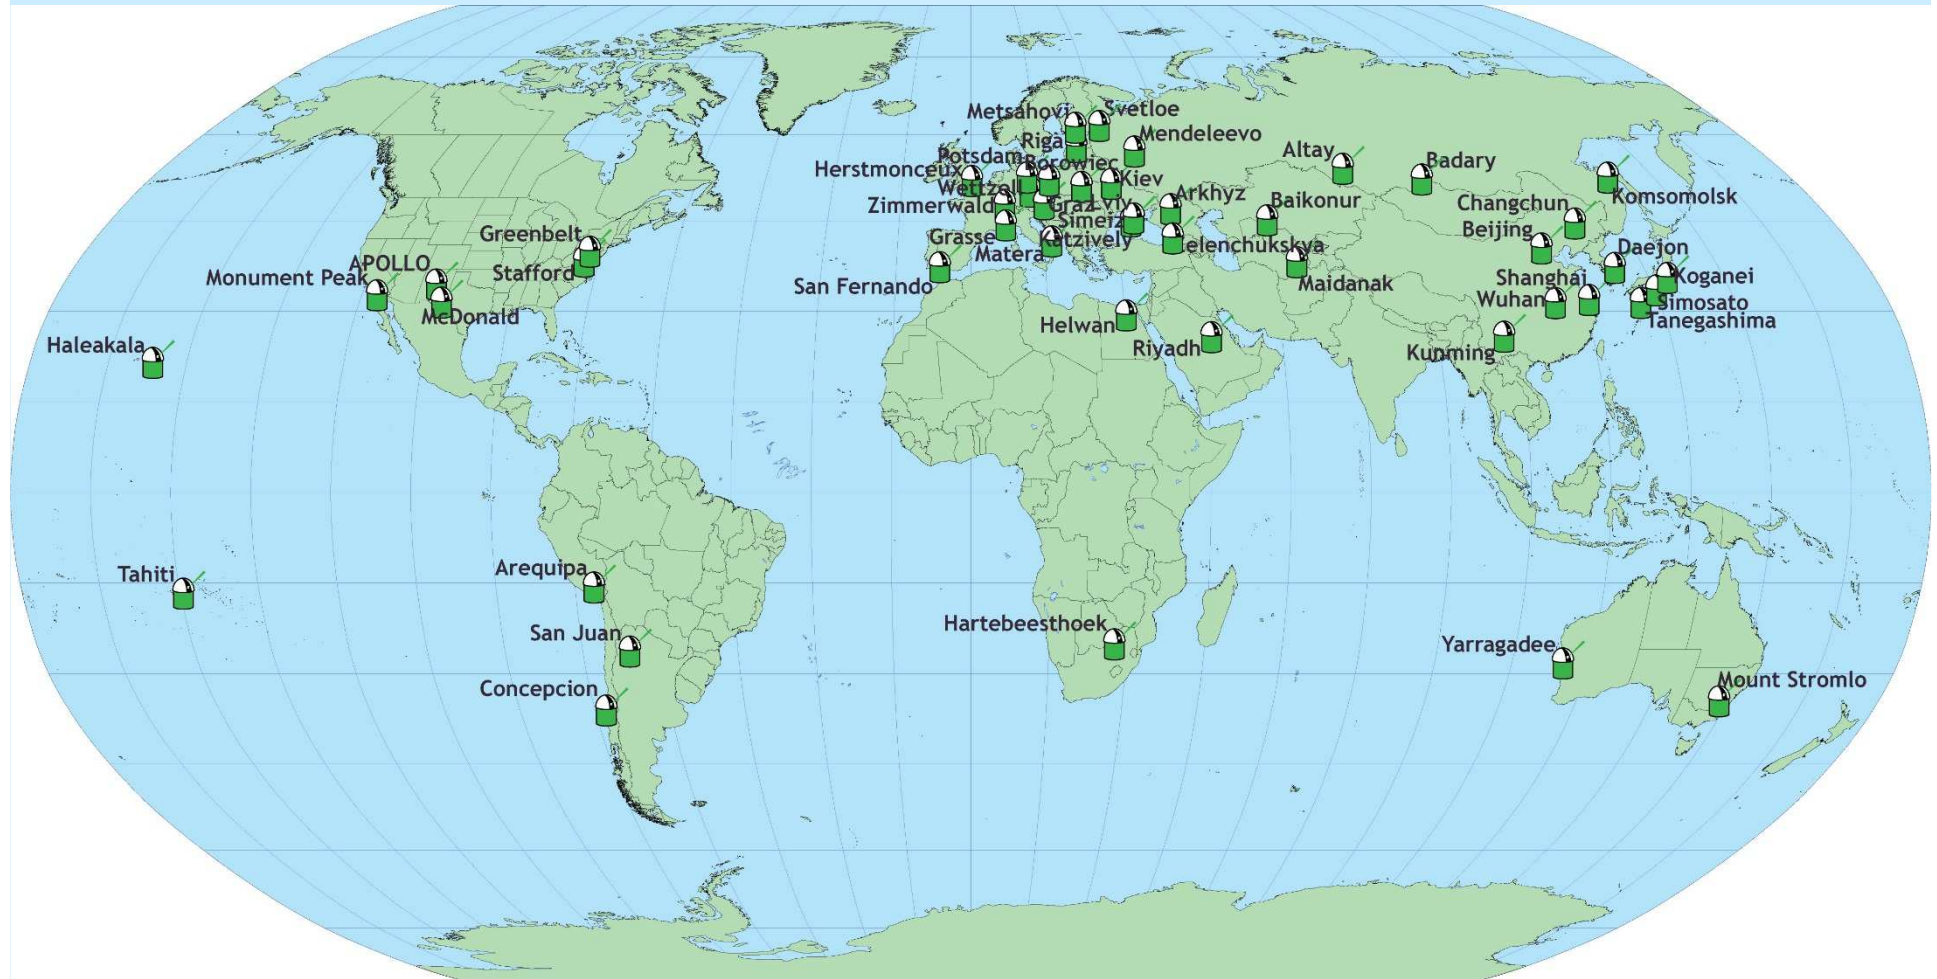 Metsahovi
Svetloe
Riga
Mendeleevo
Potsdam
Borowiec
Herstmonceux
Wettzell
Kiev
Zimmerwald
Graz
Lviv
Arkhyz
Simeiz
Grasse
Katzively
Matera
elenchukskya
San Fernando
Altay
Badary
Baikonur
Komsomolsk
Changchun
Beijing
Daejon
Maidanak
Shanghai
Koganei
Wuhan
Simosato
Tanegashima
Kunming
Helwan
Riyadh
Greenbelt
Stafford
APOLLO
Monument Peak
McDonald
Haleakala
Tahiti
Arequipa
San Juan
Concepcion
Hartebeesthoek
Yarragadee
Mount Stromlo